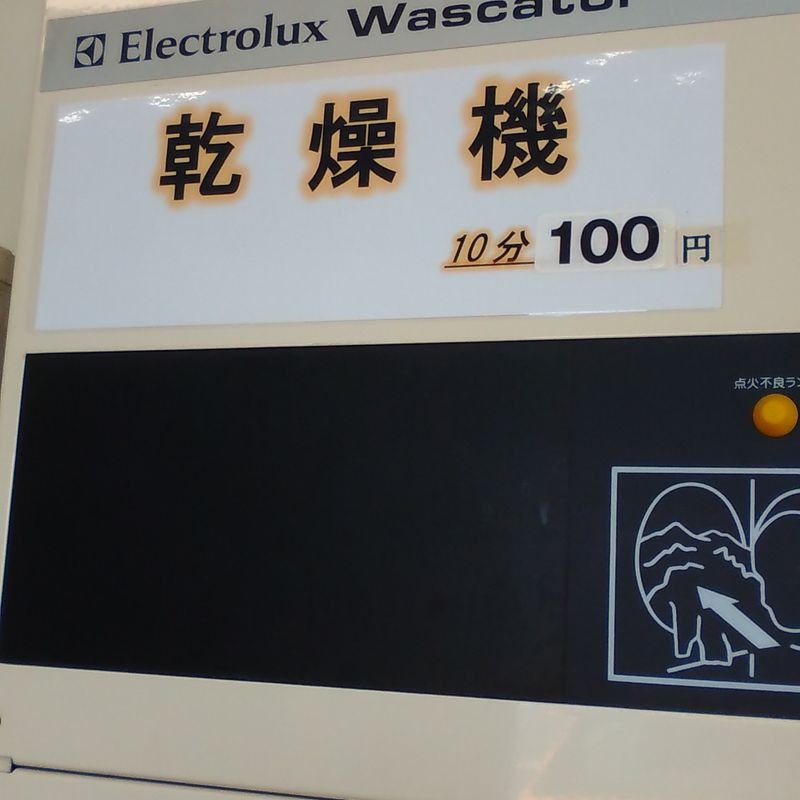 Electrolux Wascator
乾燥機
10分 100 円
点火不良ラン